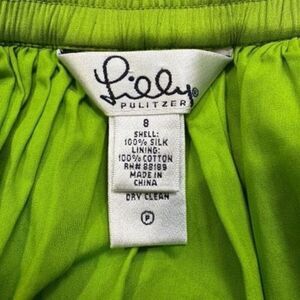 Lilly®
PULITZER
8
SHELL:
100% SILK
LINING:
100% COTTON
RN# 88189
MADE IN
CHINA
DRY CLEAN
P